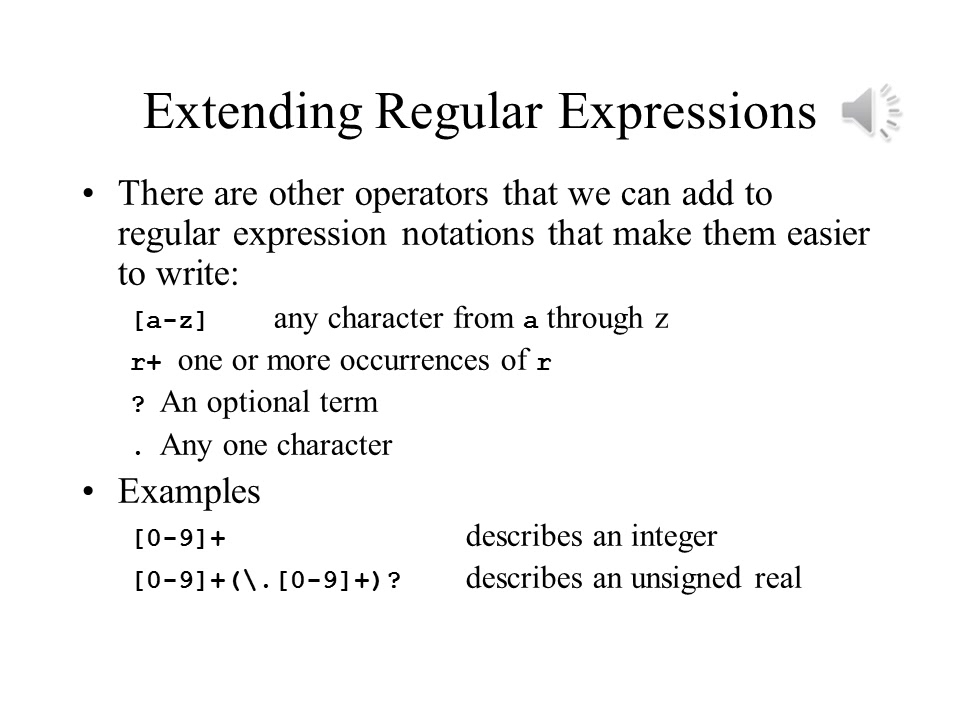 Extending Regular Expressions
• There are other operators that we can add to
regular expression notations that make them easier
to write:
[a-z] any character from a through z
r+ one or more occurrences of r
? An optional term
. Any one character
• Examples
[0-9]+ describes an integer
[0-9]+(\.[0-9]+)? describes an unsigned real